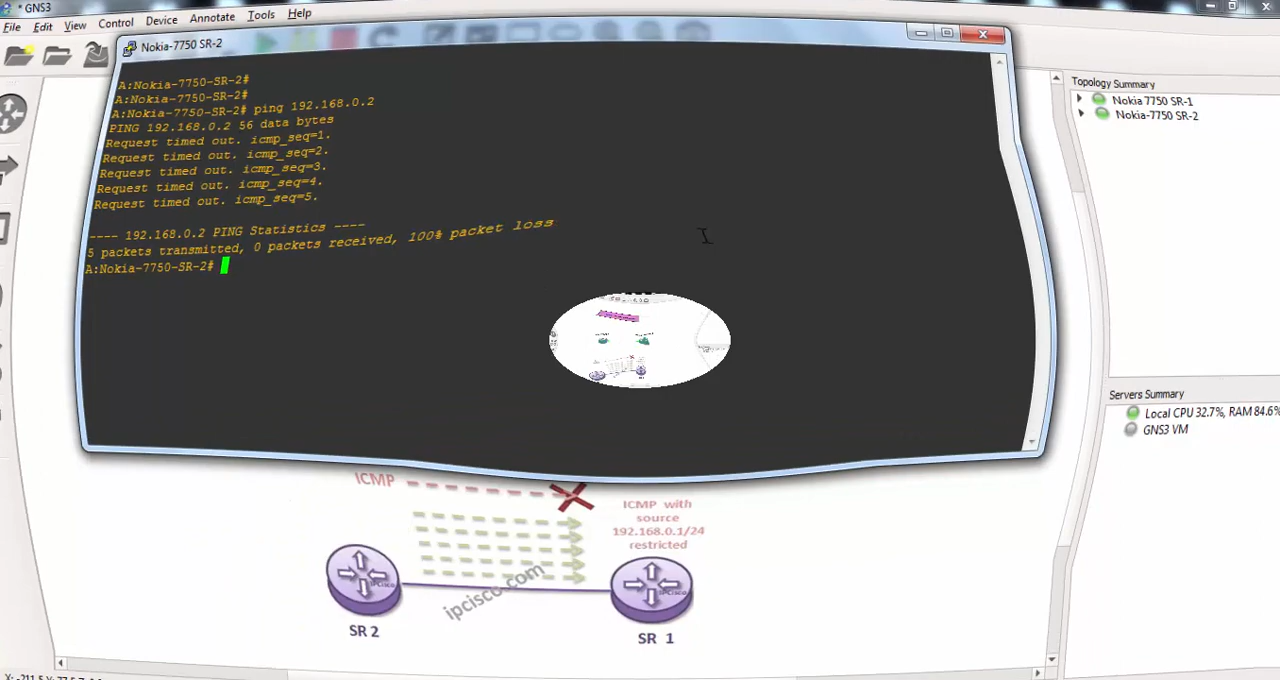 * GNS3
File Edit View Control Device Annotate Tools Help
Nokia-7750 SR-2
A:Nokia-7750-SR-2#
A:Nokia-7750-SR-2#
A:Nokia-7750-SR-2# ping 192.168.0.2
PING 192.168.0.2 56 data bytes
Request timed out. icmp_seq=1.
Request timed out. icmp_seq=2.
Request timed out. icmp_seq=3.
Request timed out. icmp_seq=4.
Request timed out. icmp_seq=5.
---- 192.168.0.2 PING Statistics ----
5 packets transmitted, 0 packets received, 100% packet loss
A:Nokia-7750-SR-2#
Topology Summary
Nokia 7750 SR-1
Nokia-7750 SR-2
Servers Summary
Local CPU 32.7%, RAM 84.6%
GNS3 VM
ICMP
ICMP with
source
192.168.0.1/24
restricted
ipcisco.com
SR 2
SR 1